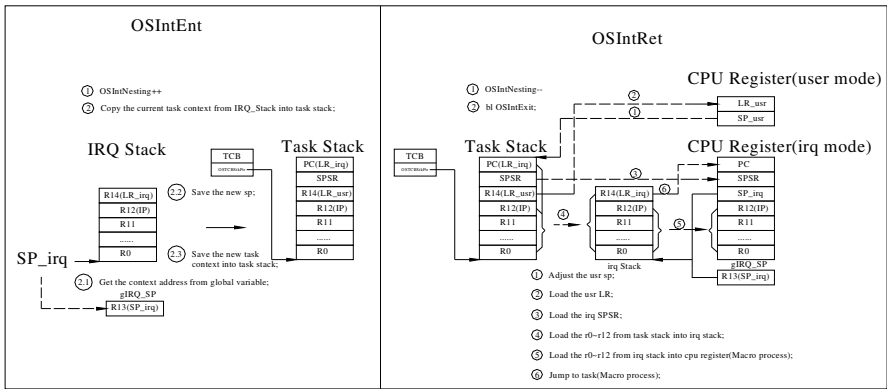 OSIntEnt
1 OSIntNesting++
2 Copy the current task context from IRQ_Stack into task stack;
IRQ Stack
Task Stack
TCB
PC(LR_irq)
SPSR
R14(LR_usr)
R12(IP)
R11
......
R0
R14(LR_irq)
R12(IP)
R11
......
R0
2.2 Save the new sp;
2.3 Save the new task
context into task stack;
SP_irq
2.1 Get the context address from global variable;
gIRQ_SP
R13(SP_irq)
OSIntRet
1 OSIntNesting--
2 bl OSIntExit;
CPU Register(user mode)
LR_usr
SP_usr
2
1
Task Stack
CPU Register(irq mode)
TCB
PC(LR_irq)
SPSR
R14(LR_usr)
R12(IP)
R11
......
R0
3
4
R14(LR_irq)
R12(IP)
R11
......
R0
irq Stack
6
5
PC
SPSR
SP_irq
R12(IP)
R11
......
R0
gIRQ_SP
R13(SP_irq)
1 Adjust the usr sp;
2 Load the usr LR;
3 Load the irq SPSR;
4 Load the r0~r12 from task stack into irq stack;
5 Load the r0~r12 from irq stack into cpu register(Macro process);
6 Jump to task(Macro process);